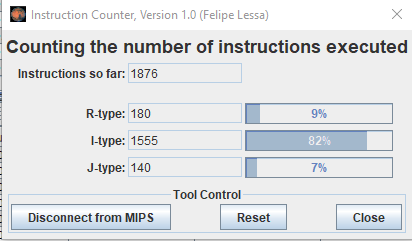 Instruction Counter, Version 1.0 (Felipe Lessa)
Counting the number of instructions executed
Instructions so far: 1876
R-type: 180 9%
I-type: 1555 82%
J-type: 140 7%
Tool Control
Disconnect from MIPS Reset Close